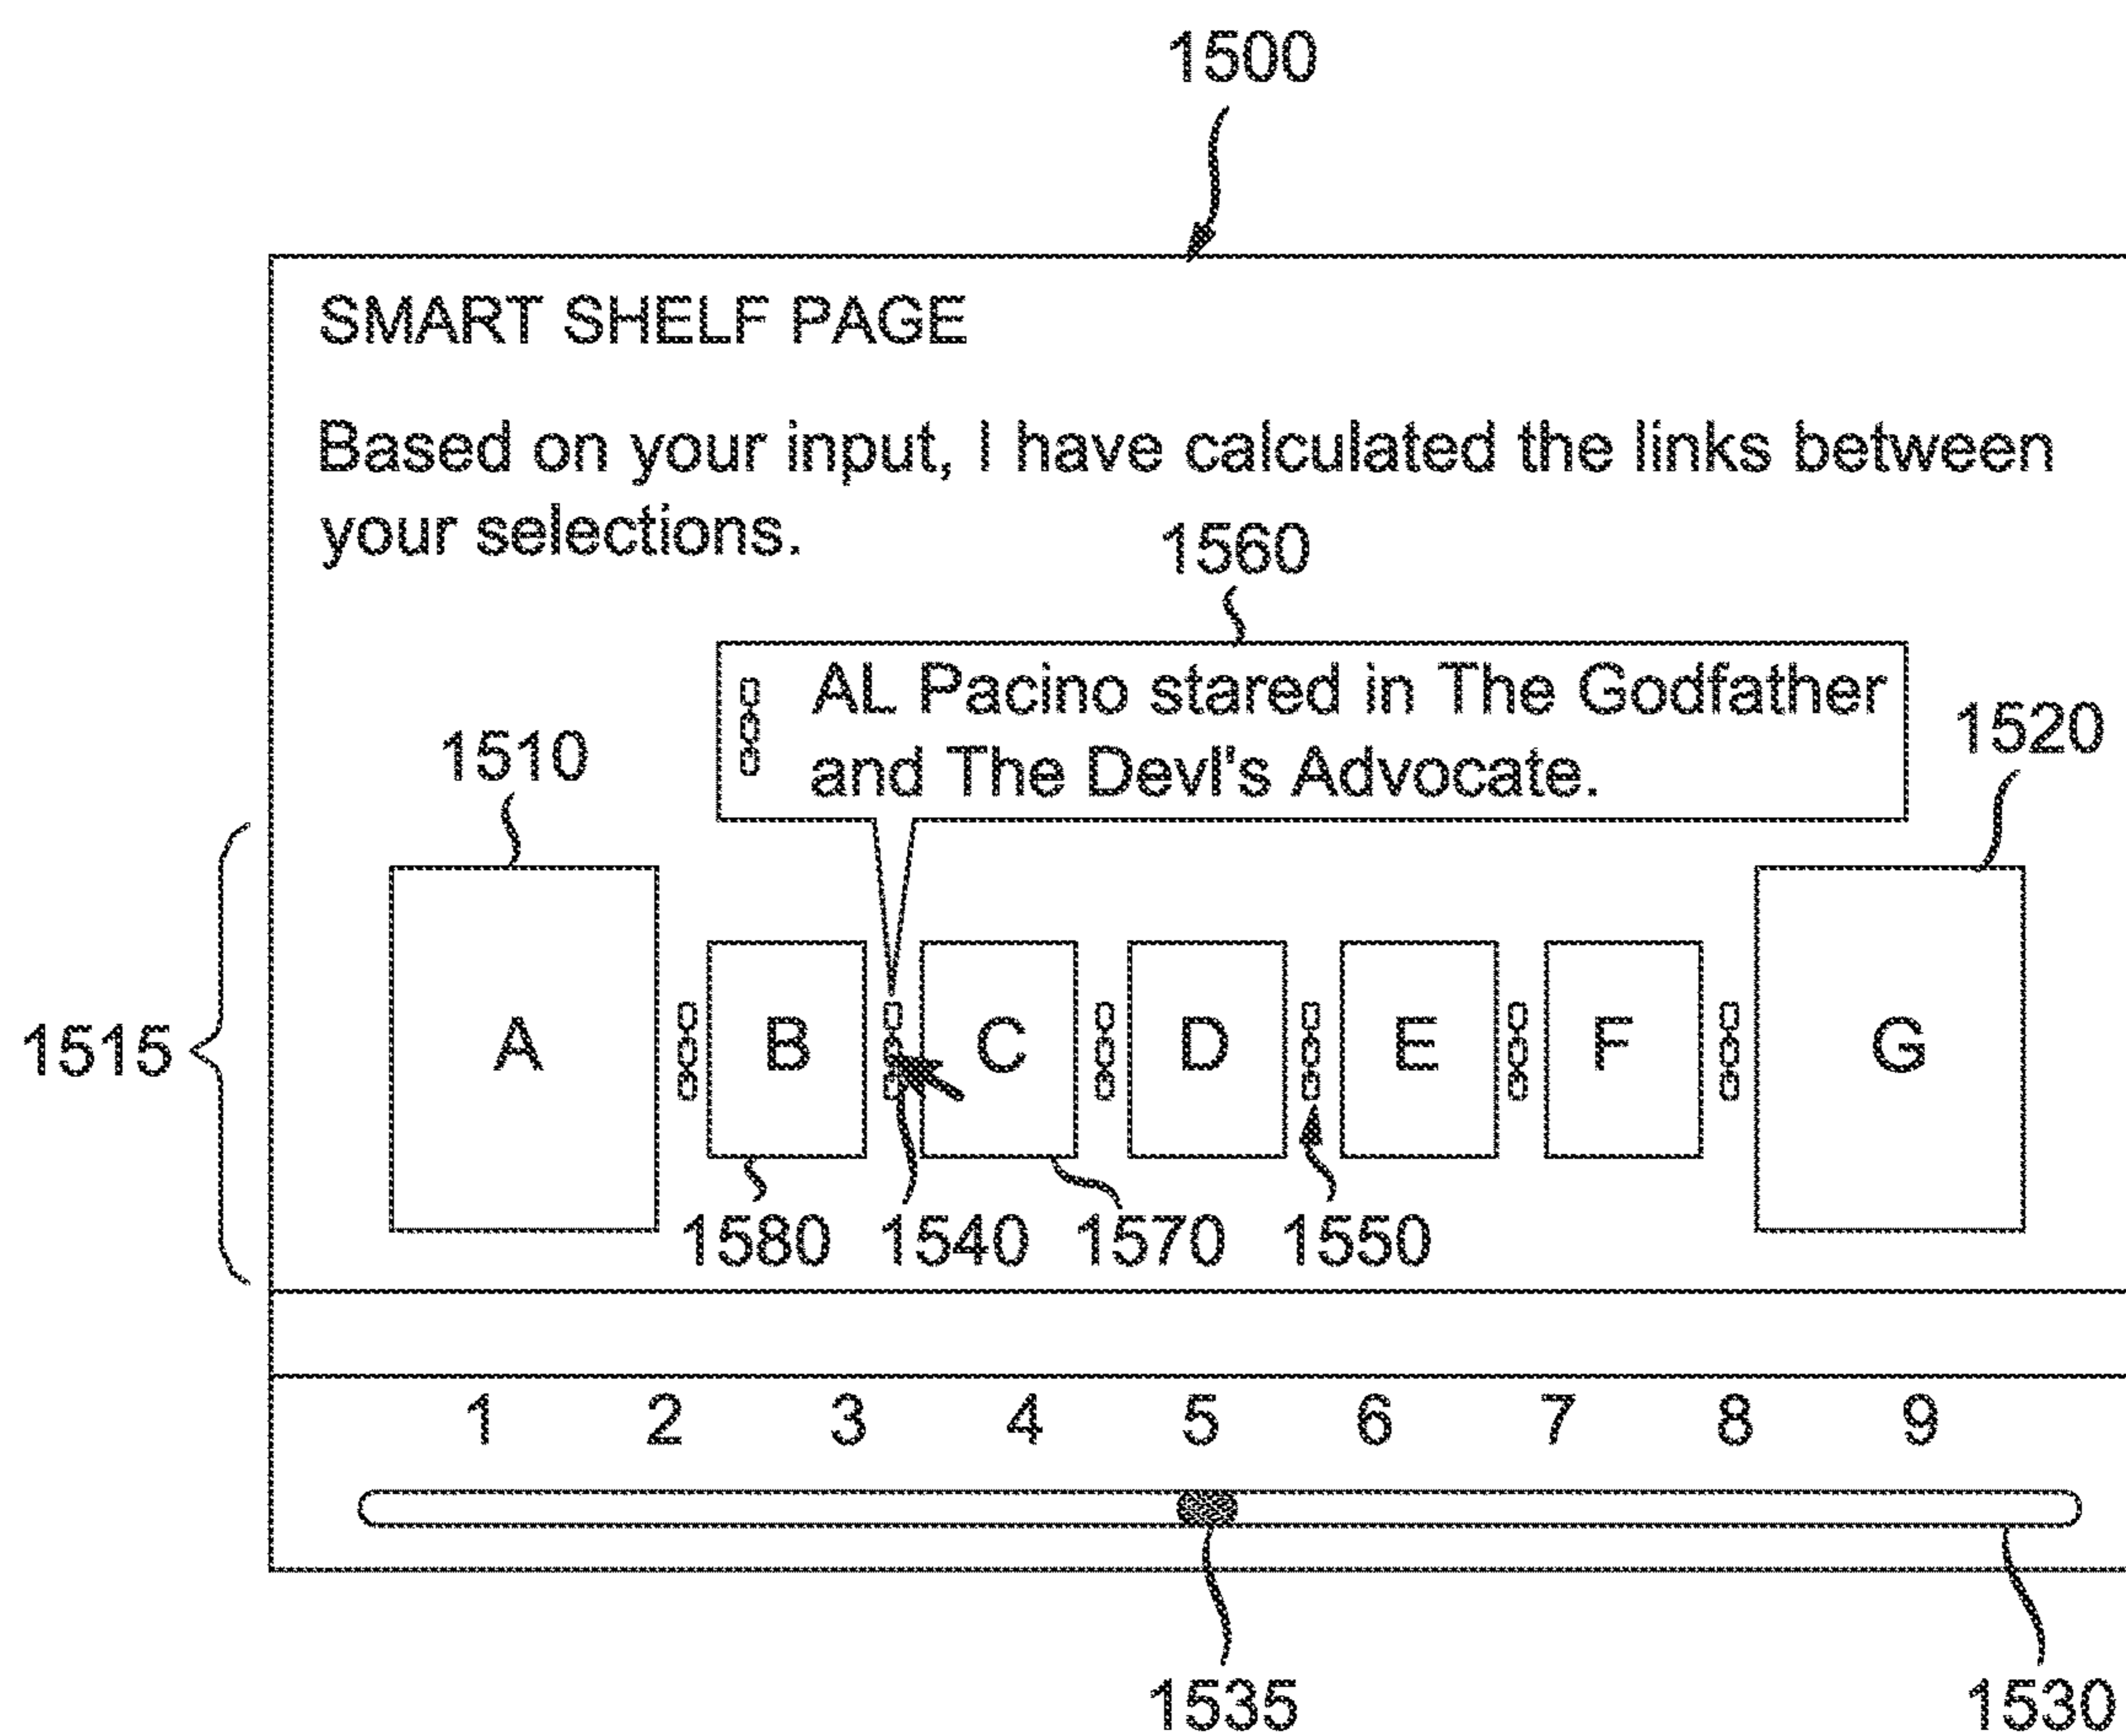 1500
SMART SHELF PAGE
Based on your input, I have calculated the links between
your selections.
1560
AL Pacino stared in The Godfather
and The Devl's Advocate.
1510
1520
1515
A B C D E F G
1580 1540 1570 1550
1 2 3 4 5 6 7 8 9
1535 1530